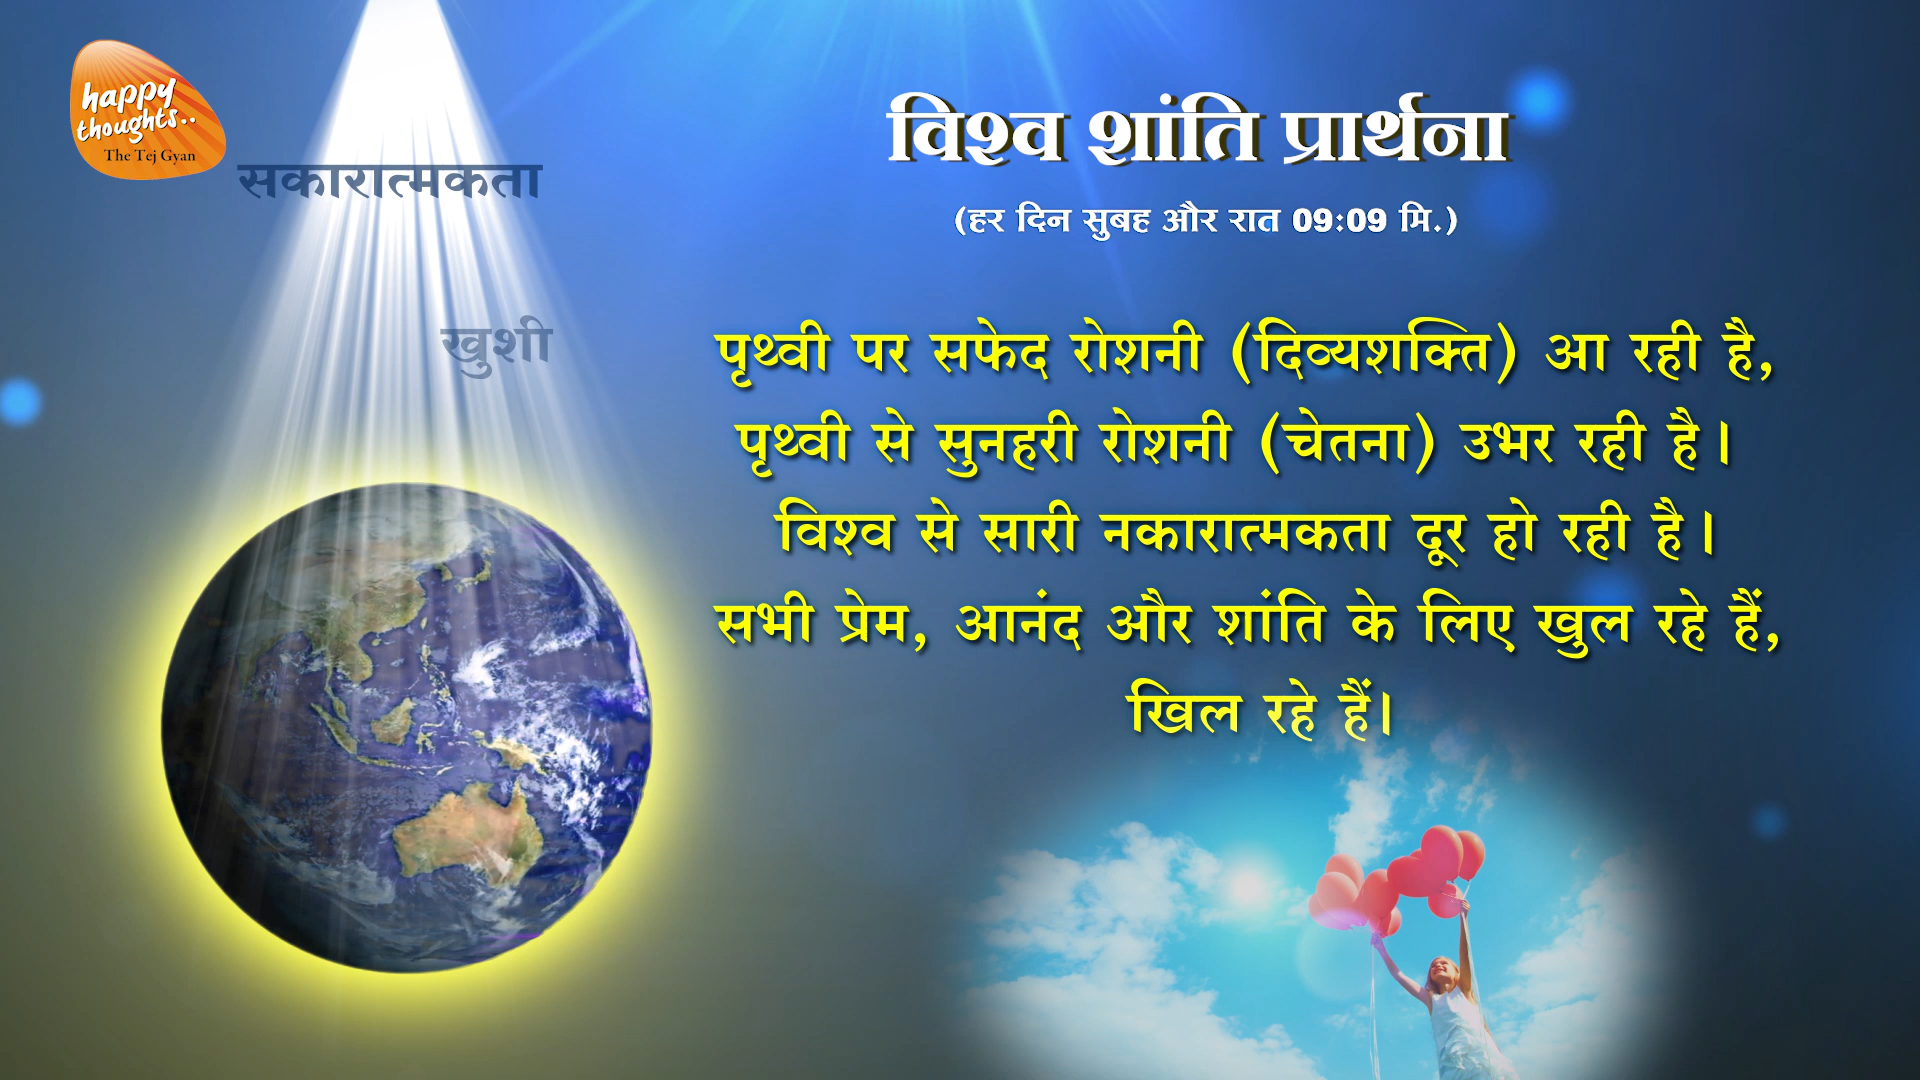 happy
thoughts..
The Tej Gyan
सकारात्मकता
खुशी
विश्व शांति प्रार्थना
(हर दिन सुबह और रात 09:09 मि.)
पृथ्वी पर सफेद रोशनी (दिव्यशक्ति) आ रही है,
पृथ्वी से सुनहरी रोशनी (चेतना) उभर रही है।
विश्व से सारी नकारात्मकता दूर हो रही है।
सभी प्रेम, आनंद और शांति के लिए खुल रहे हैं,
खिल रहे हैं।